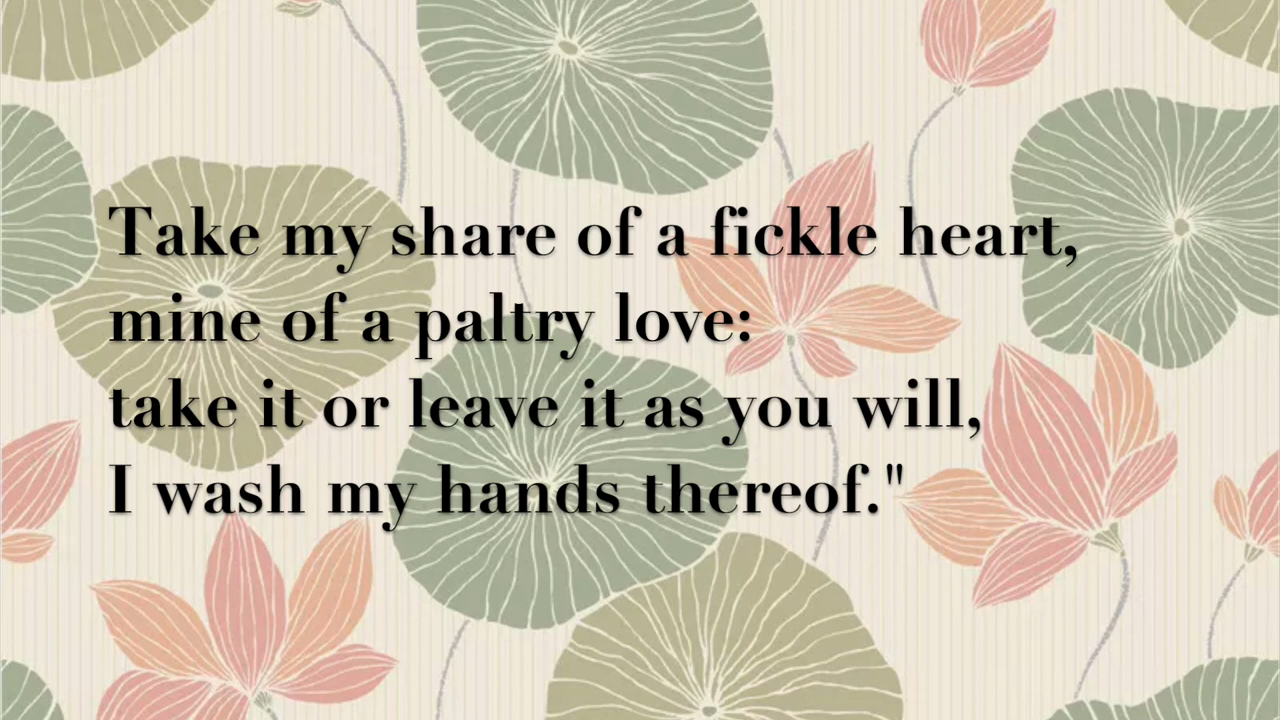 Take my share of a fickle heart,
mine of a paltry love:
take it or leave it as you will,
I wash my hands thereof."